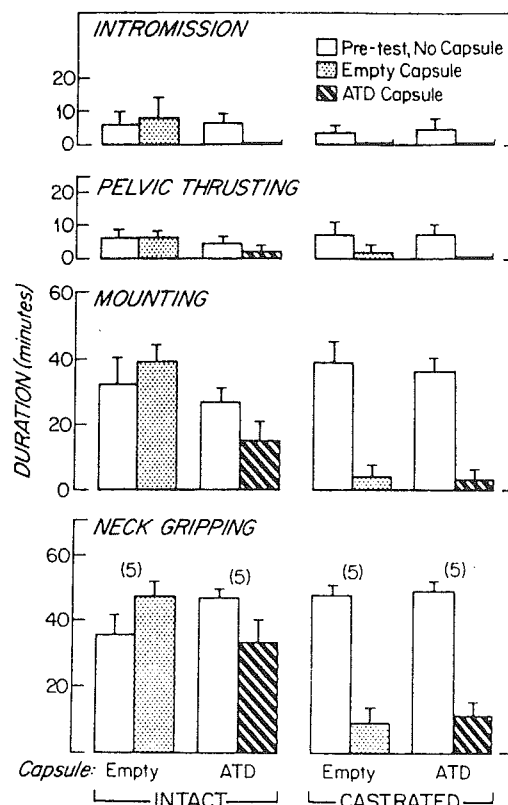 INTROMISSION
Pre-test, No Capsule
Empty Capsule
ATD Capsule
20
10
0
PELVIC THRUSTING
20
10
0
MOUNTING
60
40
20
0
DURATION (minutes)
NECK GRIPPING
(5) (5) (5) (5)
60
40
20
Capsule: Empty ATD Empty ATD
INTACT CASTRATED